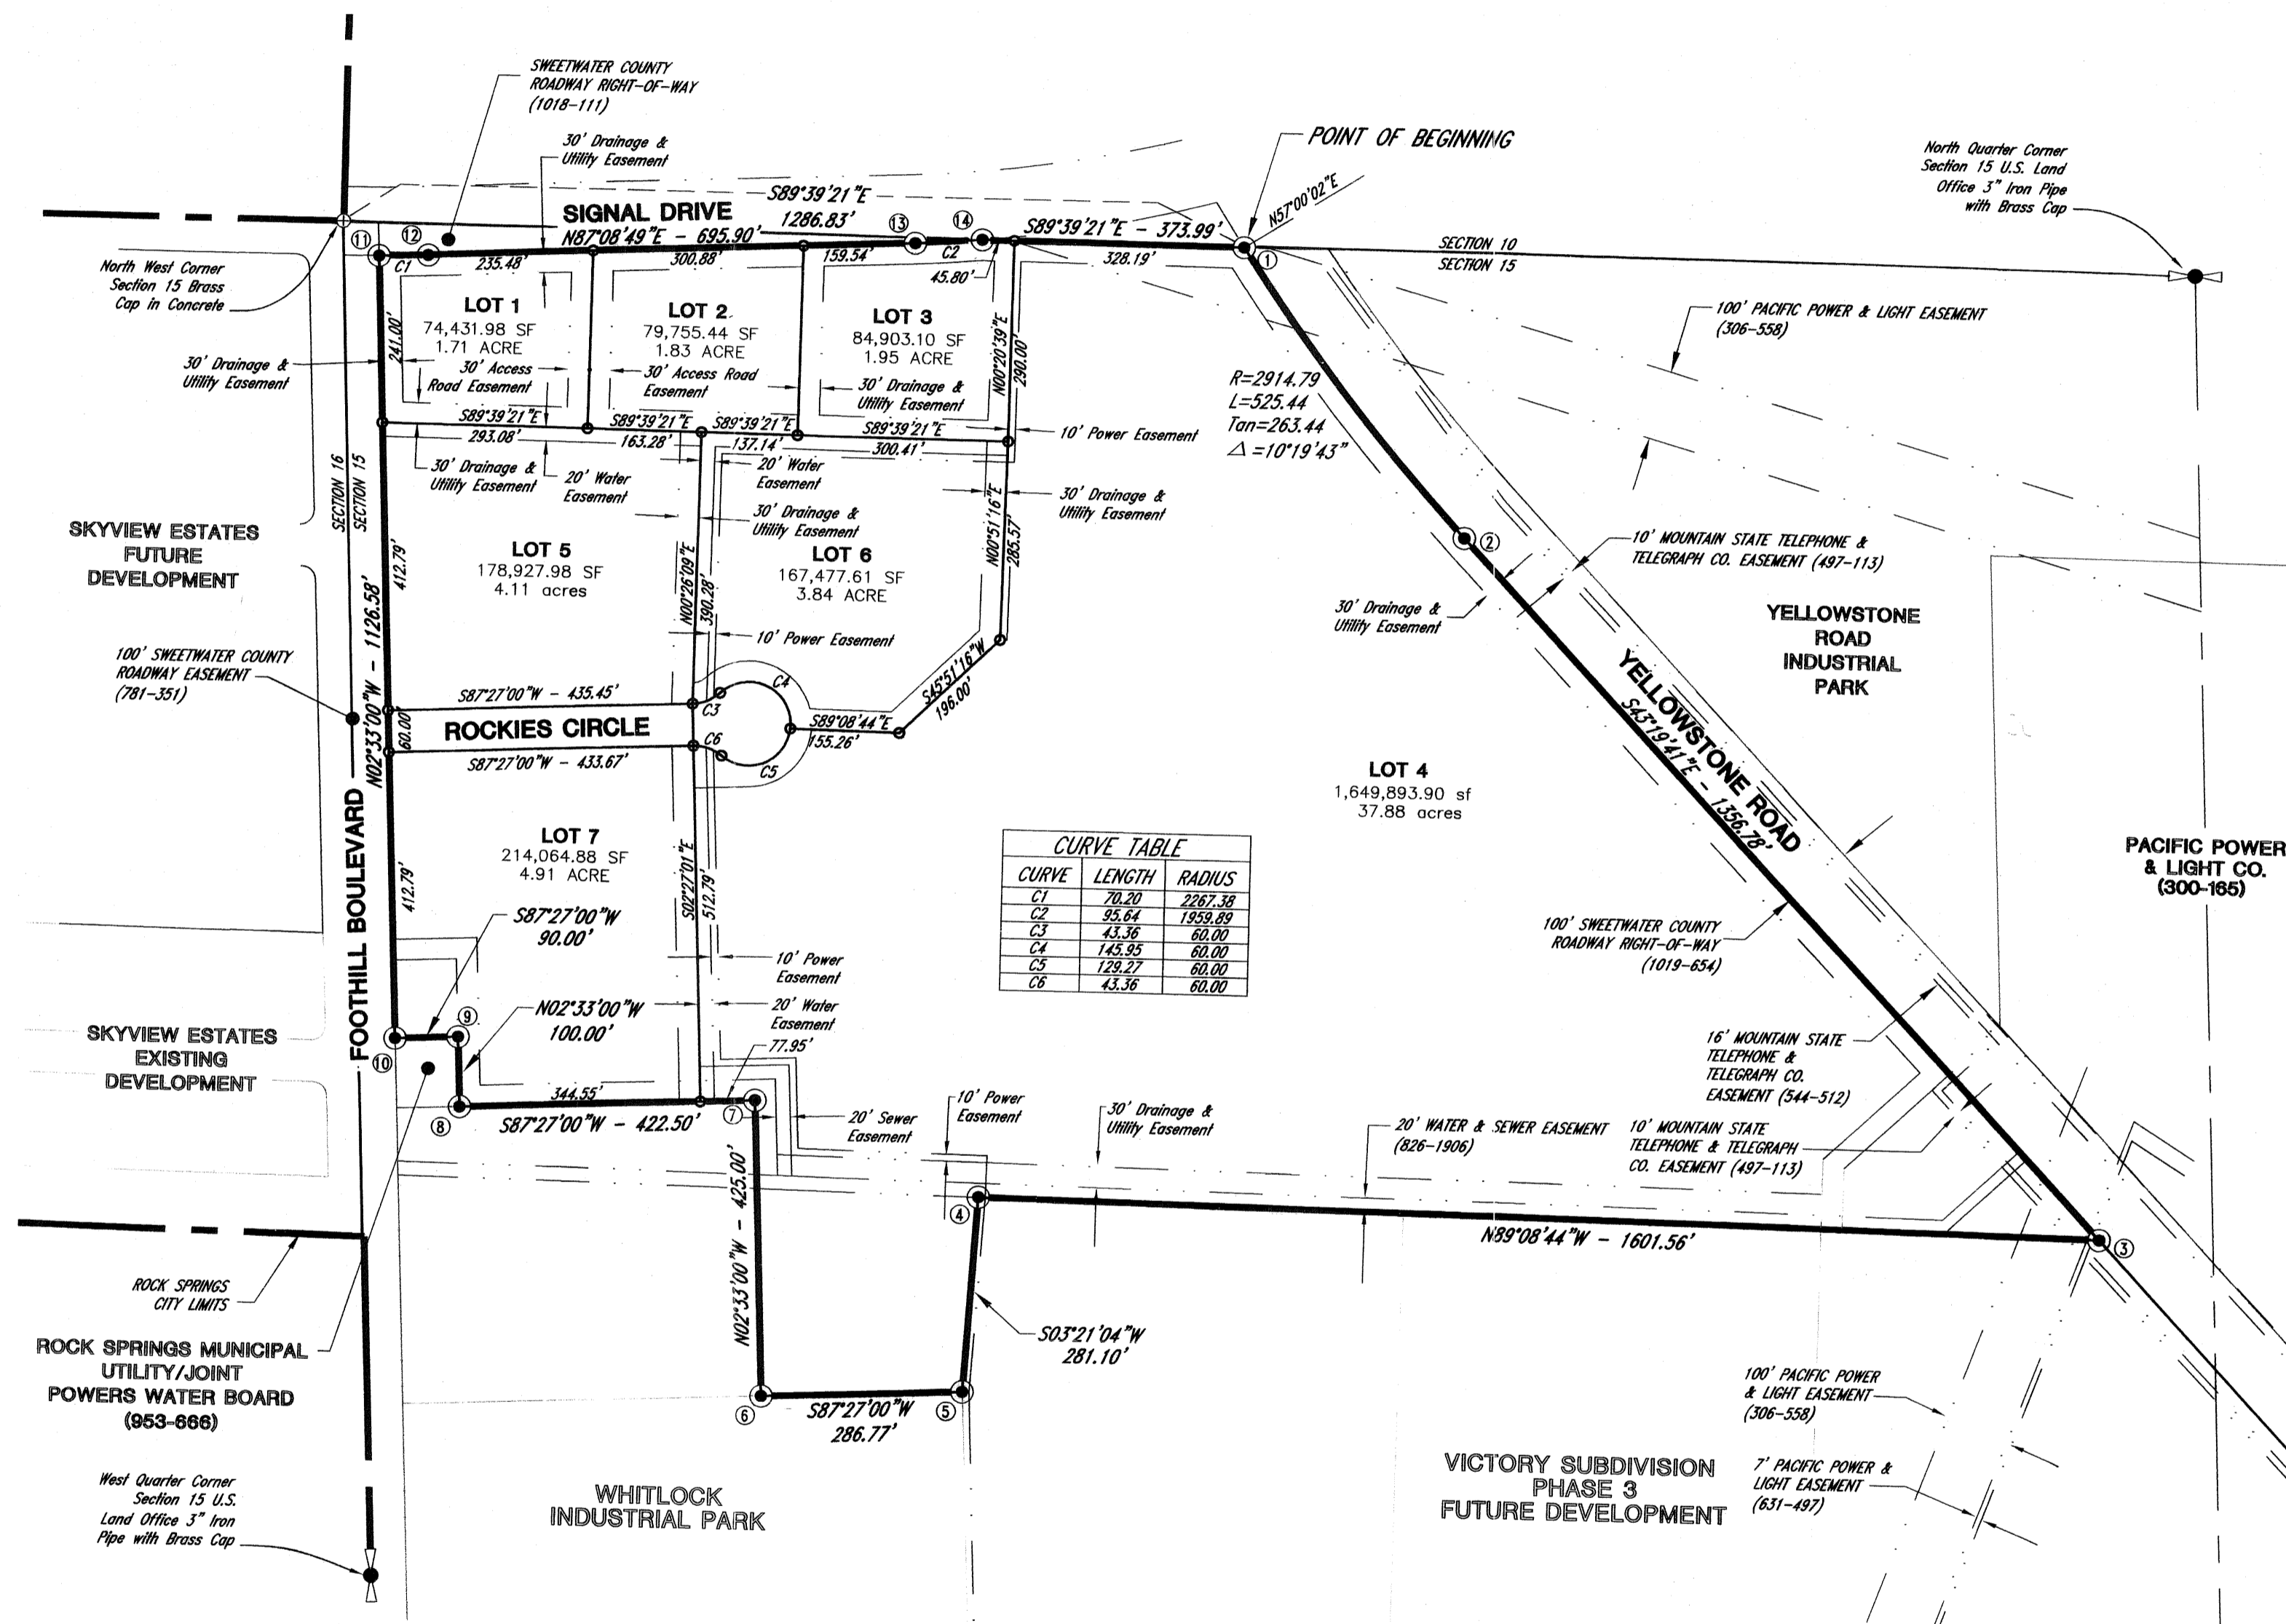 SWEETWATER COUNTY
ROADWAY RIGHT-OF-WAY
(1018-111)
30' Drainage &
Utility Easement
POINT OF BEGINNING
North Quarter Corner
Section 15 U.S. Land
Office 3" Iron Pipe
with Brass Cap
S89°39'21"E
1286.83'
SIGNAL DRIVE
N87°08'49"E - 695.90'
S89°39'21"E - 373.99'
N57°00'02"E
11
12
13
14
1
C1
235.48'
300.88'
159.54'
C2
45.80'
328.19'
SECTION 10
SECTION 15
North West Corner
Section 15 Brass
Cap in Concrete
LOT 1
74,431.98 SF
1.71 ACRE
LOT 2
79,755.44 SF
1.83 ACRE
LOT 3
84,903.10 SF
1.95 ACRE
241.00'
N00°20'39"E
290.00'
100' PACIFIC POWER & LIGHT EASEMENT
(306-558)
30' Drainage &
Utility Easement
30' Access
Road Easement
30' Access Road
Easement
30' Drainage &
Utility Easement
R=2914.79
L=525.44
Tan=263.44
Δ=10°19'43"
S89°39'21"E
293.08'
S89°39'21"E
163.28'
S89°39'21"E
137.14'
S89°39'21"E
300.41'
10' Power Easement
30' Drainage &
Utility Easement
20' Water
Easement
20' Water
Easement
30' Drainage &
Utility Easement
30' Drainage &
Utility Easement
N00°51'16"E
285.57'
SECTION 16
SECTION 15
SKYVIEW ESTATES
FUTURE
DEVELOPMENT
LOT 5
178,927.98 SF
4.11 acres
LOT 6
167,477.61 SF
3.84 ACRE
N00°26'09"E
390.28'
412.79'
N02°33'00"W - 1126.58'
2
10' MOUNTAIN STATE TELEPHONE &
TELEGRAPH CO. EASEMENT (497-113)
30' Drainage &
Utility Easement
YELLOWSTONE
ROAD
INDUSTRIAL
PARK
10' Power Easement
100' SWEETWATER COUNTY
ROADWAY EASEMENT
(781-351)
S87°27'00"W - 435.45'
C3
C4
S45°51'16"W
196.00'
ROCKIES CIRCLE
60.00'
C6
C5
S89°08'44"E
155.26'
S87°27'00"W - 433.67'
YELLOWSTONE ROAD
S43°19'41"E - 1356.78'
LOT 4
1,649,893.90 sf
37.88 acres
FOOTHILL BOULEVARD
LOT 7
214,064.88 SF
4.91 ACRE
412.79'
S02°27'01"E
512.79'
CURVE TABLE
CURVE LENGTH RADIUS
C1 70.20 2267.38
C2 95.64 1959.89
C3 43.36 60.00
C4 145.95 60.00
C5 129.27 60.00
C6 43.36 60.00
PACIFIC POWER
& LIGHT CO.
(300-165)
S87°27'00"W
90.00'
100' SWEETWATER COUNTY
ROADWAY RIGHT-OF-WAY
(1019-654)
10' Power
Easement
N02°33'00"W
100.00'
20' Water
Easement
77.95'
9
10
SKYVIEW ESTATES
EXISTING
DEVELOPMENT
16' MOUNTAIN STATE
TELEPHONE &
TELEGRAPH CO.
EASEMENT (544-512)
344.55'
8
7
S87°27'00"W - 422.50'
20' Sewer
Easement
10' Power
Easement
30' Drainage &
Utility Easement
20' WATER & SEWER EASEMENT
(826-1906)
10' MOUNTAIN STATE
TELEPHONE & TELEGRAPH
CO. EASEMENT (497-113)
N02°33'00"W - 425.00'
4
N89°08'44"W - 1601.56'
3
ROCK SPRINGS
CITY LIMITS
S03°21'04"W
281.10'
ROCK SPRINGS MUNICIPAL
UTILITY/JOINT
POWERS WATER BOARD
(953-666)
6
5
S87°27'00"W
286.77'
100' PACIFIC POWER
& LIGHT EASEMENT
(306-558)
West Quarter Corner
Section 15 U.S.
Land Office 3" Iron
Pipe with Brass Cap
WHITLOCK
INDUSTRIAL PARK
VICTORY SUBDIVISION
PHASE 3
FUTURE DEVELOPMENT
7' PACIFIC POWER &
LIGHT EASEMENT
(631-497)